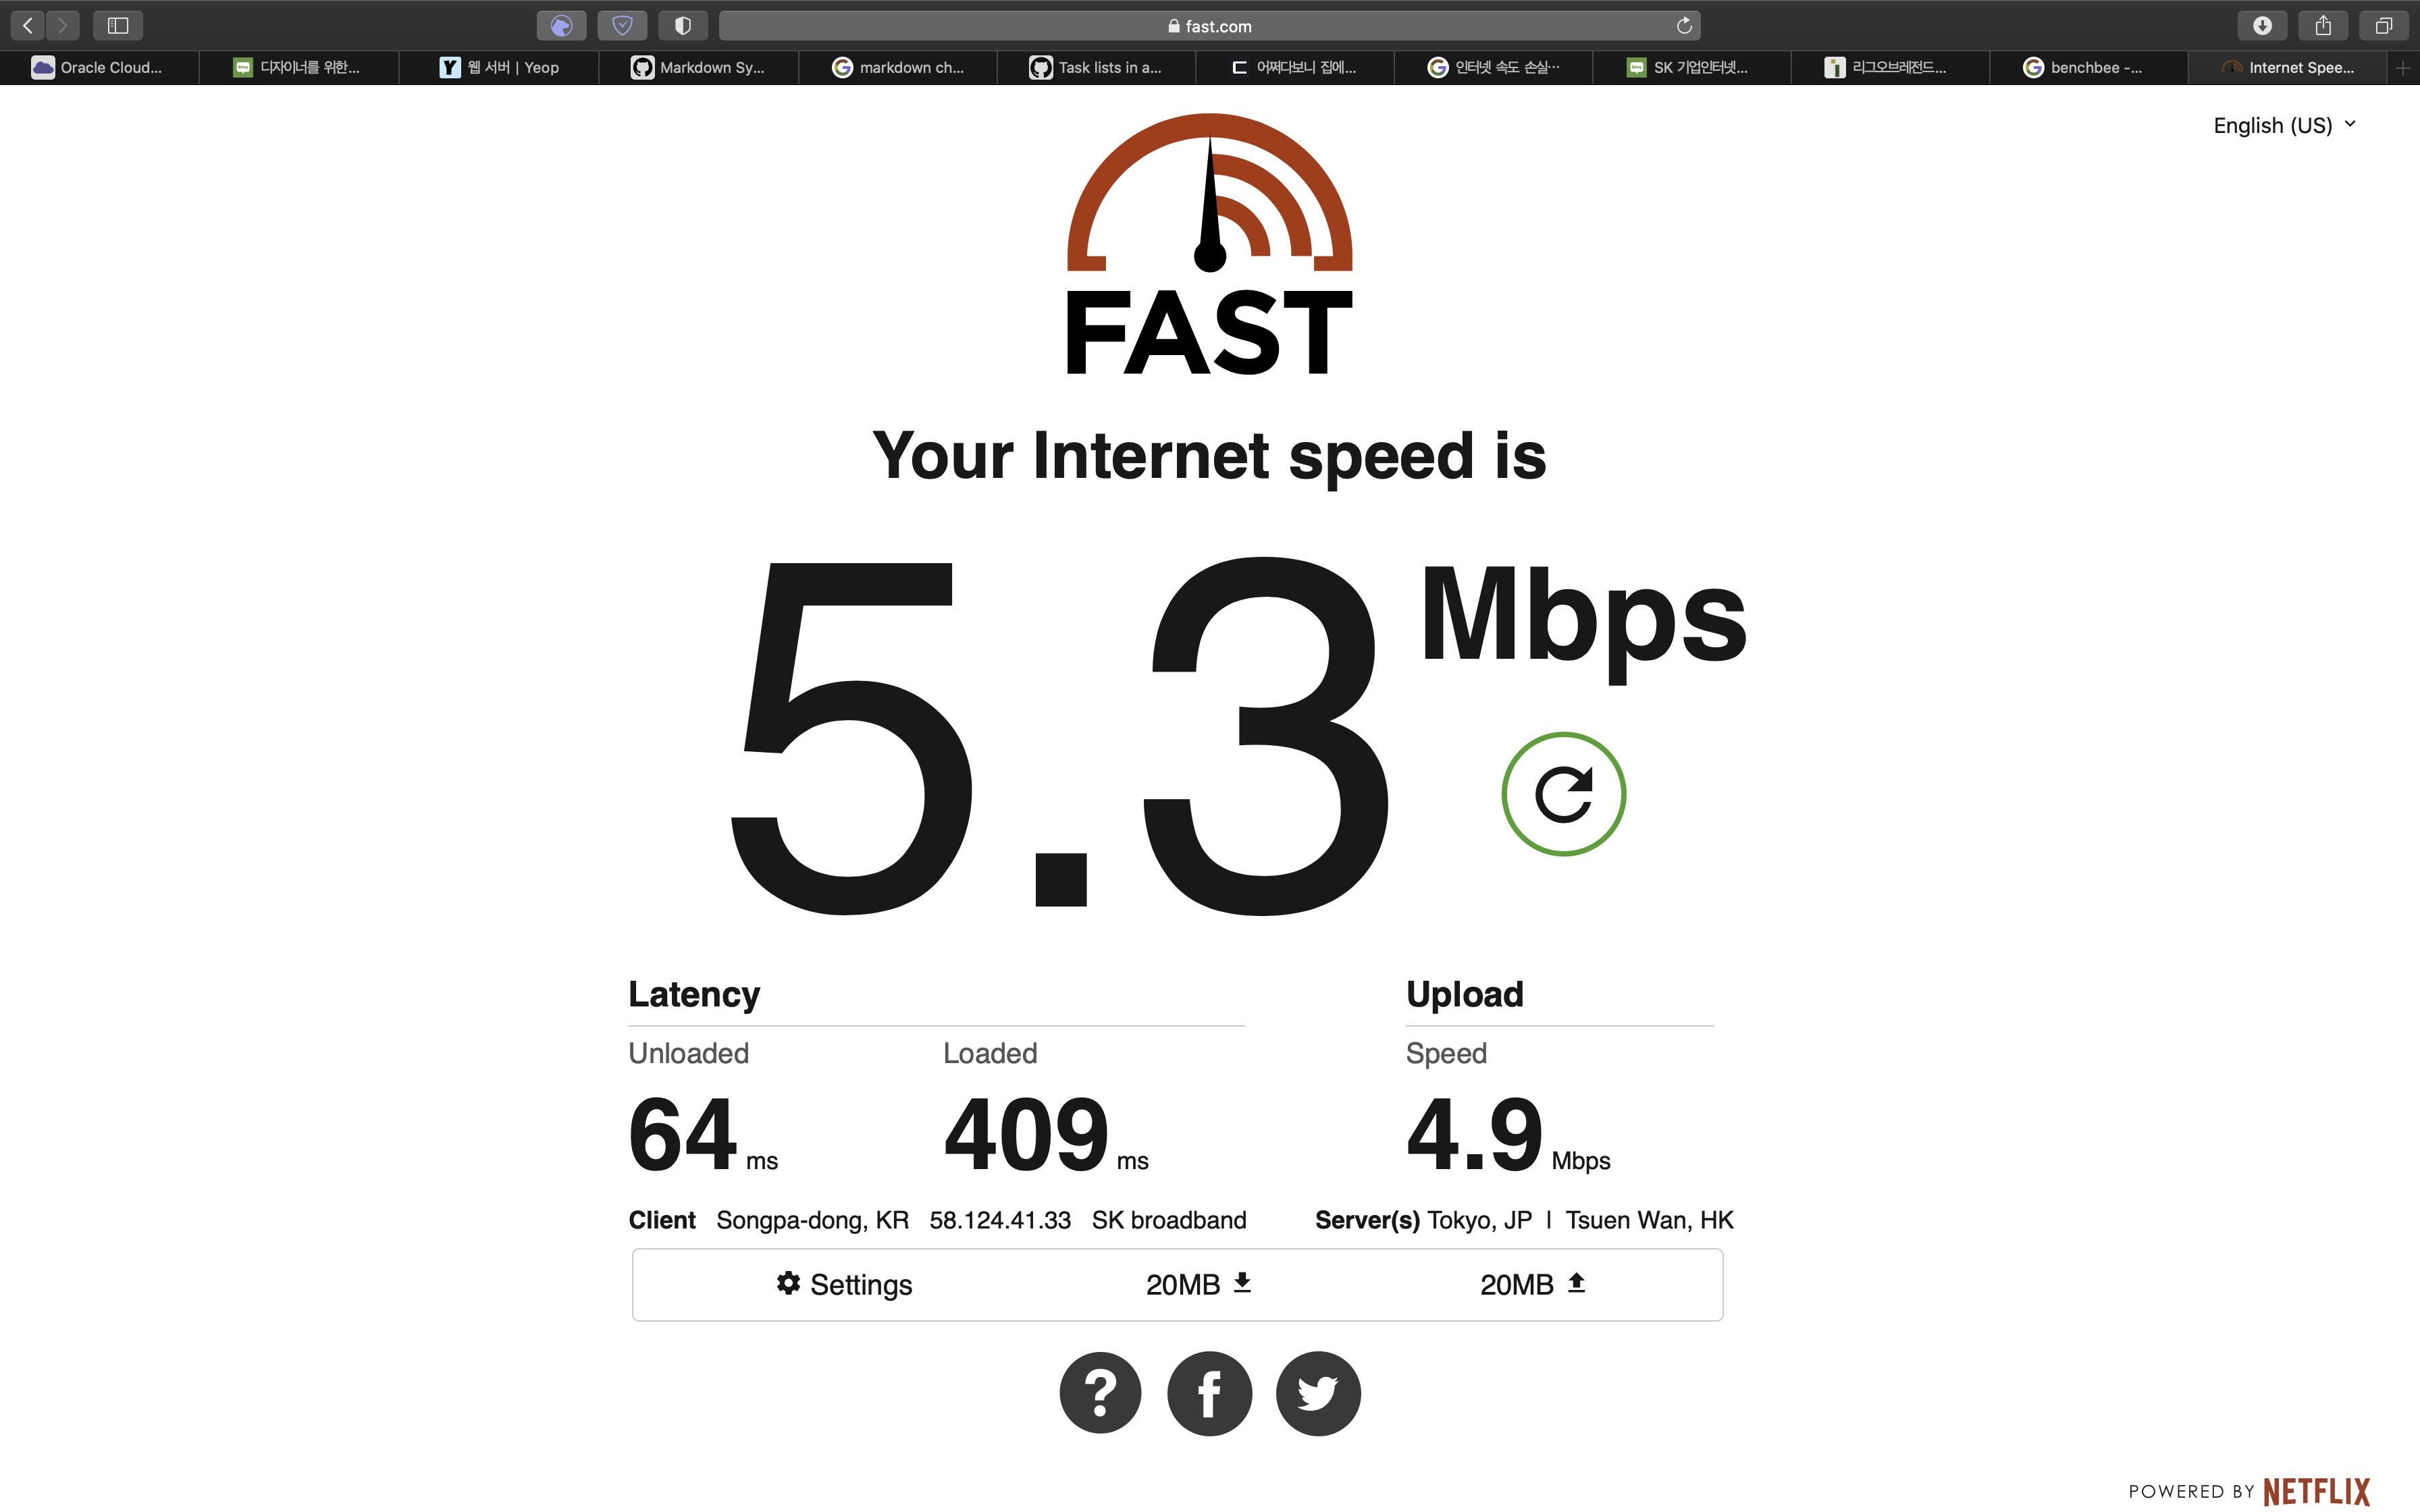 fast.com
Oracle Cloud...
디자이너를 위한...
웹 서버 | Yeop
Markdown Sy...
markdown ch...
Task lists in a...
어쩌다보니 집에...
인터넷 속도 손실…
SK 기업인터넷...
리그오브레전드...
benchbee -...
Internet Spee...
English (US)
FAST
Your Internet speed is
5.3 Mbps
Latency
Upload
Unloaded
Loaded
Speed
64 ms
409 ms
4.9 Mbps
Client Songpa-dong, KR 58.124.41.33 SK broadband
Server(s) Tokyo, JP | Tsuen Wan, HK
Settings
20MB
20MB
POWERED BY NETFLIX